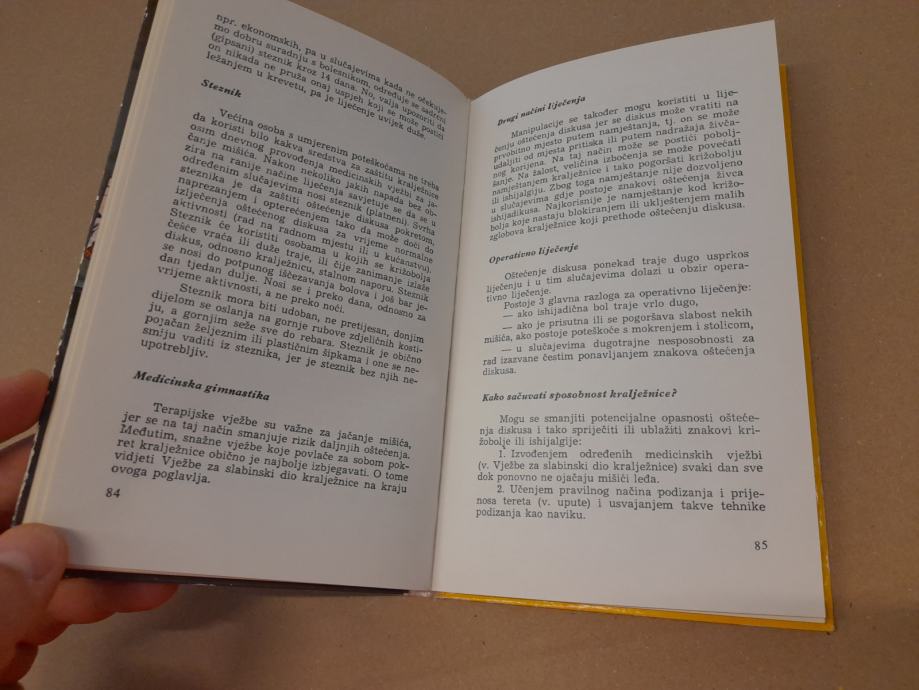 npr. ekonomskih, pa u slučajevima kada ne očekuje-
mo dobru suradnju s bolesnikom, određuje se sadreni
(gipsani) steznik kroz 14 dana. No, valja upozoriti da
on nikada ne pruža onaj uspjeh koji se može postići
ležanjem u krevetu, pa je liječenje uvijek duže.
Steznik
Većina osoba s umjerenim poteškoćama ne treba
da koristi bilo kakva sredstva za zaštitu kralježnice
osim dnevnog provođenja medicinskih vježbi za ja-
čanje mišića. Nakon nekoliko jakih napada bez ob-
zira na ranije načine liječenja savjetuje se da se u
određenim slučajevima nosi steznik (platneni). Svrha
steznika je da zaštiti oštećenje diskusa pokretom,
naprezanjem i opterećenjem tako da može doći do
izlječenja oštećenog diskusa za vrijeme normalne
aktivnosti (rad na radnom mjestu ili u kućanstvu).
Steznik će koristiti osobama u kojih se križobolja
češće vraća ili duže traje, ili čije zanimanje izlaže
diskus, odnosno kralježnicu, stalnom naporu. Steznik
se nosi do potpunog iščezavanja bolova i još bar je-
dan tjedan dulje. Nosi se i preko dana, odnosno za
vrijeme aktivnosti, a ne preko noći.
Steznik mora biti udoban, ne pretijesan, donjim
dijelom se oslanja na gornje rubove zdjeličnih kosti-
ju, a gornjim seže sve do rebara. Steznik je obično
pojačan željeznim ili plastičnim šipkama i one se ne
smiju vaditi iz steznika, jer je steznik bez njih ne-
upotrebljiv.
Medicinska gimnastika
Terapijske vježbe su važne za jačanje mišića,
jer se na taj način smanjuje rizik daljnjih oštećenja.
Međutim, snažne vježbe koje povlače za sobom pok-
ret kralježnice obično je najbolje izbjegavati. O tome
vidjeti Vježbe za slabinski dio kralježnice na kraju
ovoga poglavlja.
84
Drugi načini liječenja
Manipulacije se također mogu koristiti u lije-
čenju oštećenja diskusa jer se diskus može vratiti na
prvobitno mjesto putem namještanja, tj. on se može
udaljiti od mjesta pritiska ili putem nadražaja živča-
nog korijena. Na taj način može se postići pobolj-
šanje. Na žalost, veličina izbočenja se može povećati
namještanjem kralježnice i tako pogoršati križobolju
ili ishijalgiju. Zbog toga namještanje nije dozvoljeno
u slučajevima gdje postoje znakovi oštećenja živca
ishijadikusa. Najkorisnije je namještanje kod križo-
bolja koje nastaju blokiranjem ili uklještenjem malih
zglobova kralježnice koji prethode oštećenju diskusa.
Operativno liječenje
Oštećenje diskusa ponekad traje dugo usprkos
liječenju i u tim slučajevima dolazi u obzir opera-
tivno liječenje.
Postoje 3 glavna razloga za operativno liječenje:
— ako ishijadična bol traje vrlo dugo,
— ako je prisutna ili se pogoršava slabost nekih
mišića, ako postoje poteškoće s mokrenjem i stolicom,
— u slučajevima dugotrajne nesposobnosti za
rad izazvane čestim ponavljanjem znakova oštećenja
diskusa.
Kako sačuvati sposobnost kralježnice?
Mogu se smanjiti potencijalne opasnosti ošteće-
nja diskusa i tako spriječiti ili ublažiti znakovi kri-
žobolje ili ishijalgije:
1. Izvođenjem određenih medicinskih vježbi
(v. Vježbe za slabinski dio kralježnice) svaki dan sve
dok ponovno ne ojačaju mišići leđa.
2. Učenjem pravilnog načina podizanja i prije-
nosa tereta (v. upute) i usvajanjem takve tehnike
podizanja kao naviku.
85